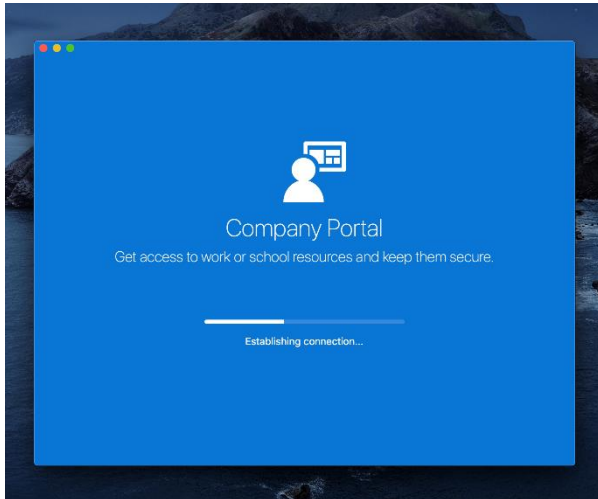 Company Portal
Get access to work or school resources and keep them secure.
Establishing connection...